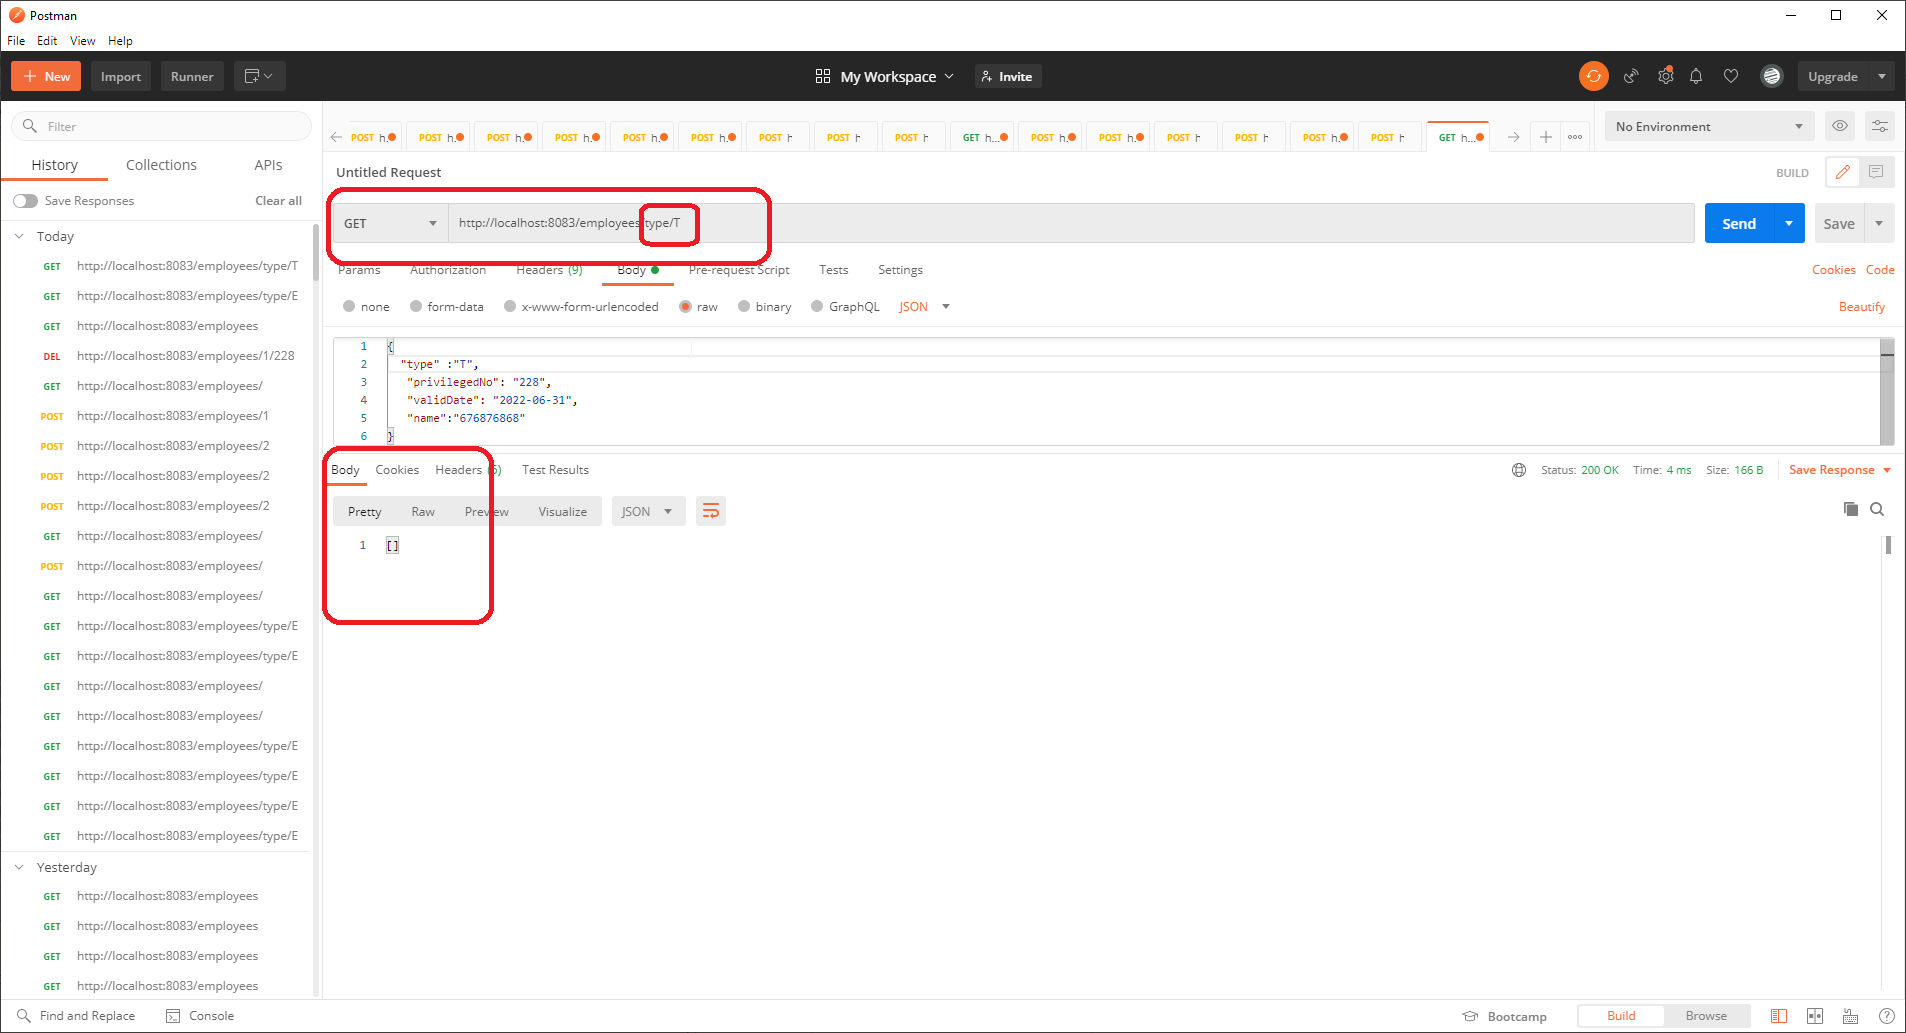 Postman
File Edit View Help
New Import Runner My Workspace Invite Upgrade
Filter
History Collections APIs
Save Responses Clear all
Today
GET http://localhost:8083/employees/type/T
GET http://localhost:8083/employees/type/E
GET http://localhost:8083/employees
DEL http://localhost:8083/employees/1/228
GET http://localhost:8083/employees/
POST http://localhost:8083/employees/1
POST http://localhost:8083/employees/2
POST http://localhost:8083/employees/2
POST http://localhost:8083/employees/2
GET http://localhost:8083/employees/
POST http://localhost:8083/employees/
GET http://localhost:8083/employees/
GET http://localhost:8083/employees/type/E
GET http://localhost:8083/employees/type/E
GET http://localhost:8083/employees/
GET http://localhost:8083/employees/
GET http://localhost:8083/employees/type/E
GET http://localhost:8083/employees/type/E
GET http://localhost:8083/employees/type/E
GET http://localhost:8083/employees/type/E
Yesterday
GET http://localhost:8083/employees
GET http://localhost:8083/employees
GET http://localhost:8083/employees
GET http://localhost:8083/employees
POST h. POST h. POST h. POST h. POST h. POST h. POST h POST h POST h GET h... POST h. POST h. POST h POST h POST h. POST h GET h...
No Environment
Untitled Request BUILD
GET http://localhost:8083/employees/type/T Send Save
Params Authorization Headers (9) Body Pre-request Script Tests Settings Cookies Code
none form-data x-www-form-urlencoded raw binary GraphQL JSON Beautify
1 {
2 "type" :"T",
3 "privilegedNo": "228",
4 "validDate": "2022-06-31",
5 "name":"676876868"
6 }
Body Cookies Headers (6) Test Results Status: 200 OK Time: 4 ms Size: 166 B Save Response
Pretty Raw Preview Visualize JSON
1 []
Find and Replace Console Bootcamp Build Browse